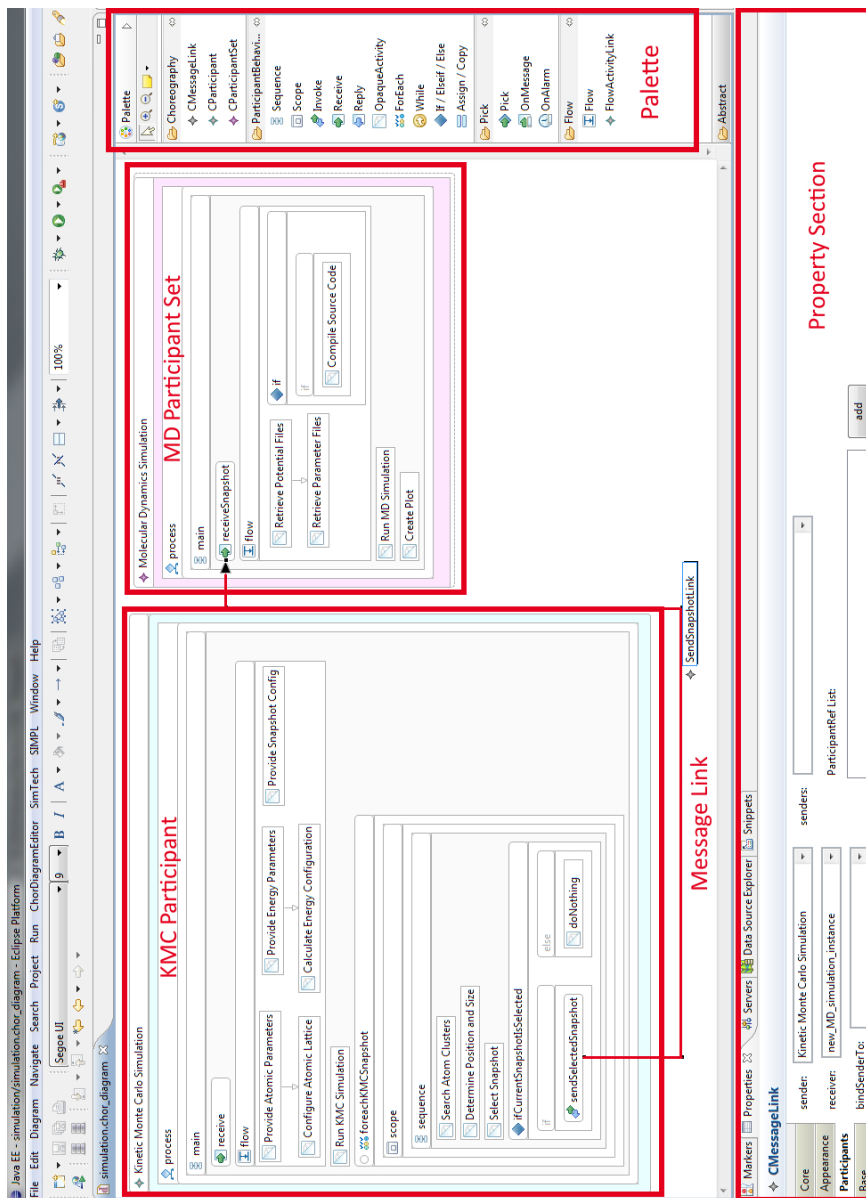 Java EE - simulation/simulation.chor_diagram - Eclipse Platform
File Edit Diagram Navigate Search Project Run ChorDiagramEditor SimTech SIMPL Window Help
Segoe UI 9 B I A 100%
simulation.chor_diagram
Kinetic Monte Carlo Simulation
KMC Participant
process
main
receive
flow
Provide Atomic Parameters
Provide Energy Parameters
Provide Snapshot Config
Configure Atomic Lattice
Calculate Energy Configuration
Run KMC Simulation
foreachKMCSnapshot
scope
sequence
Search Atom Clusters
Determine Position and Size
Select Snapshot
ifCurrentSnapshotIsSelected
if
else
sendSelectedSnapshot
doNothing
Molecular Dynamics Simulation
MD Participant Set
process
main
receiveSnapshot
flow
Retrieve Potential Files
Retrieve Parameter Files
if
if
Compile Source Code
Run MD Simulation
Create Plot
SendSnapshotLink
Message Link
Palette
Choreography
CMessageLink
CParticipant
CParticipantSet
ParticipantBehavi...
Sequence
Scope
Invoke
Receive
Reply
OpaqueActivity
ForEach
While
If / Elseif / Else
Assign / Copy
Pick
Pick
OnMessage
OnAlarm
Flow
Flow
FlowActivityLink
Palette
Abstract
Markers Properties Servers Data Source Explorer Snippets
CMessageLink
Property Section
Core
Appearance
Participants
sender: Kinetic Monte Carlo Simulation
senders:
receiver: new_MD_simulation_instance
ParticipantRef List:
bindSenderTo:
add